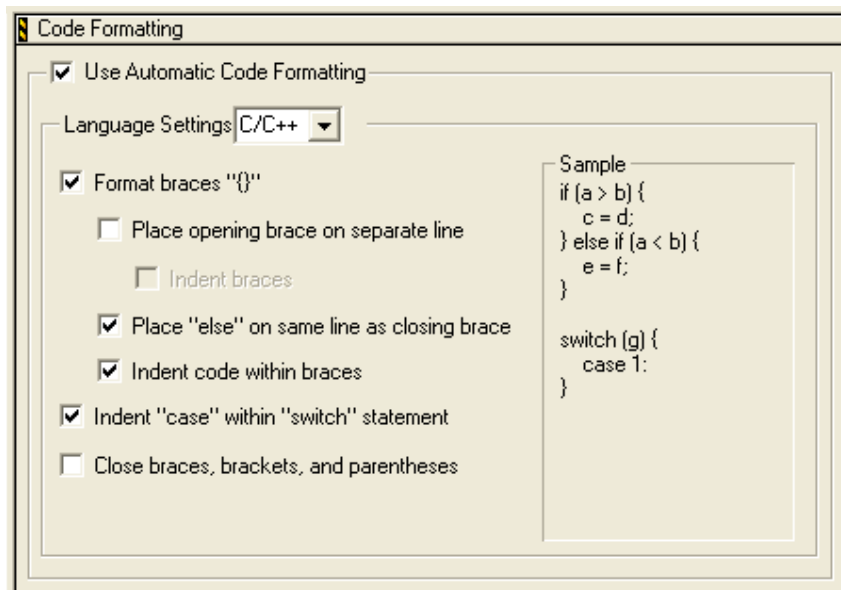 Code Formatting
Use Automatic Code Formatting
Language Settings C/C++
Format braces "{}"
Place opening brace on separate line
Indent braces
Place "else" on same line as closing brace
Indent code within braces
Indent "case" within "switch" statement
Close braces, brackets, and parentheses
Sample
if (a > b) {
    c = d;
} else if (a < b) {
    e = f;
}
switch (g) {
    case 1:
}